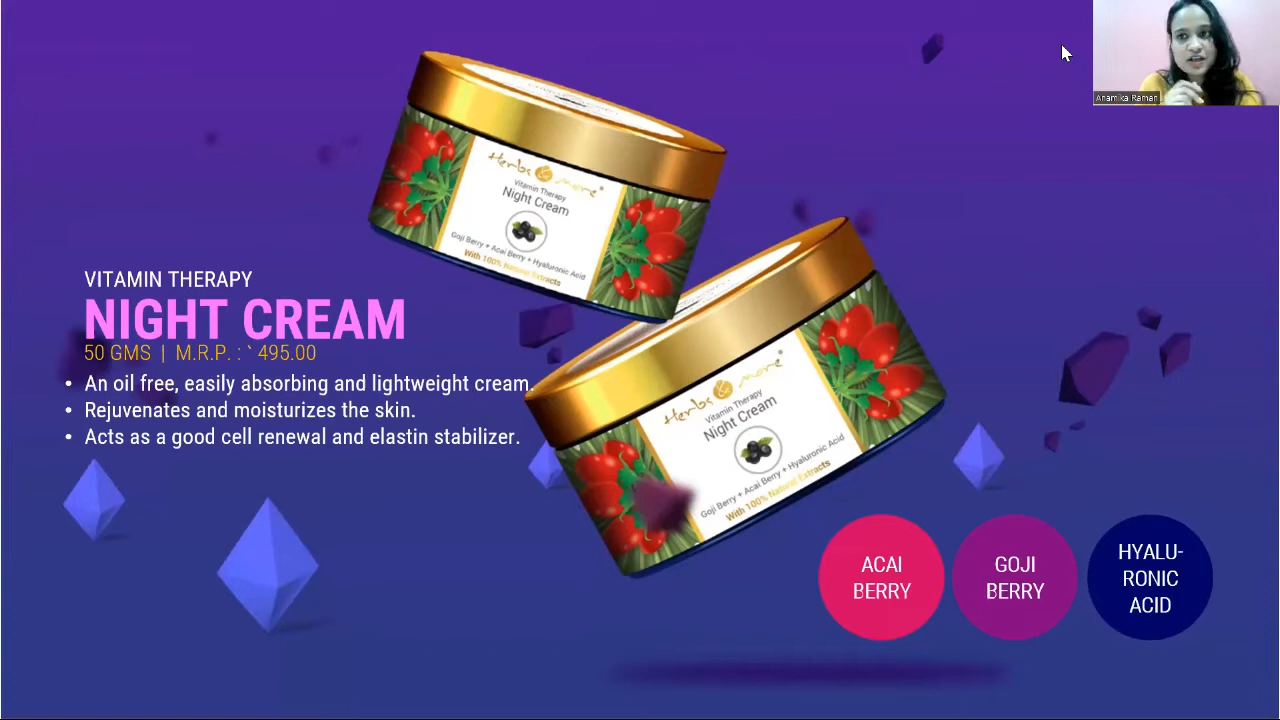 Anamika Raman
Herbs & more®
Vitamin Therapy
Night Cream
Goji Berry + Acai Berry + Hyaluronic Acid
With 100% Natural Extracts
VITAMIN THERAPY
NIGHT CREAM
50 GMS | M.R.P. : ` 495.00
• An oil free, easily absorbing and lightweight cream.
• Rejuvenates and moisturizes the skin.
• Acts as a good cell renewal and elastin stabilizer.
Herbs & more®
Vitamin Therapy
Night Cream
Goji Berry + Acai Berry + Hyaluronic Acid
With 100% Natural Extracts
ACAI
BERRY
GOJI
BERRY
HYALU-
RONIC
ACID